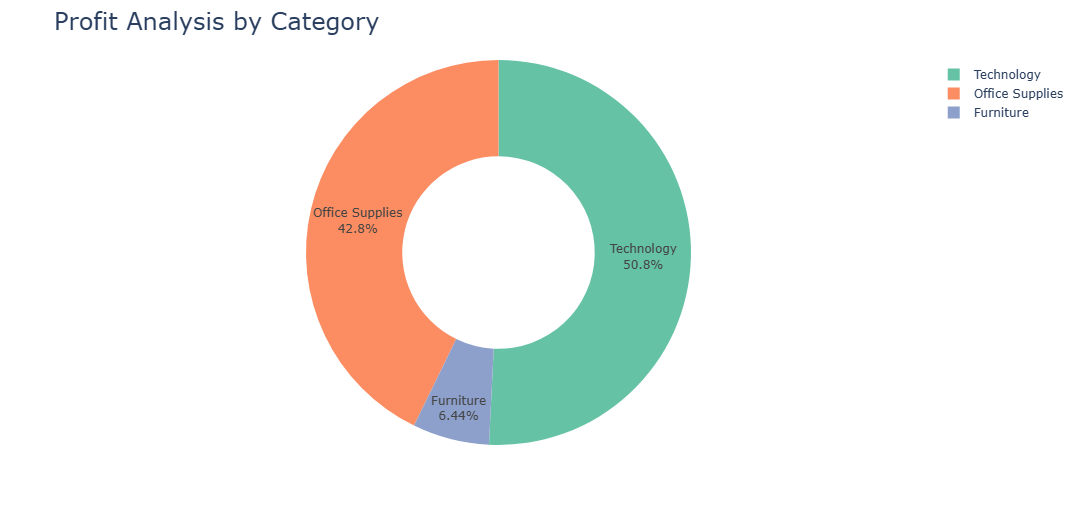 Profit Analysis by Category
Technology
Office Supplies
Furniture
Office Supplies
42.8%
Technology
50.8%
Furniture
6.44%